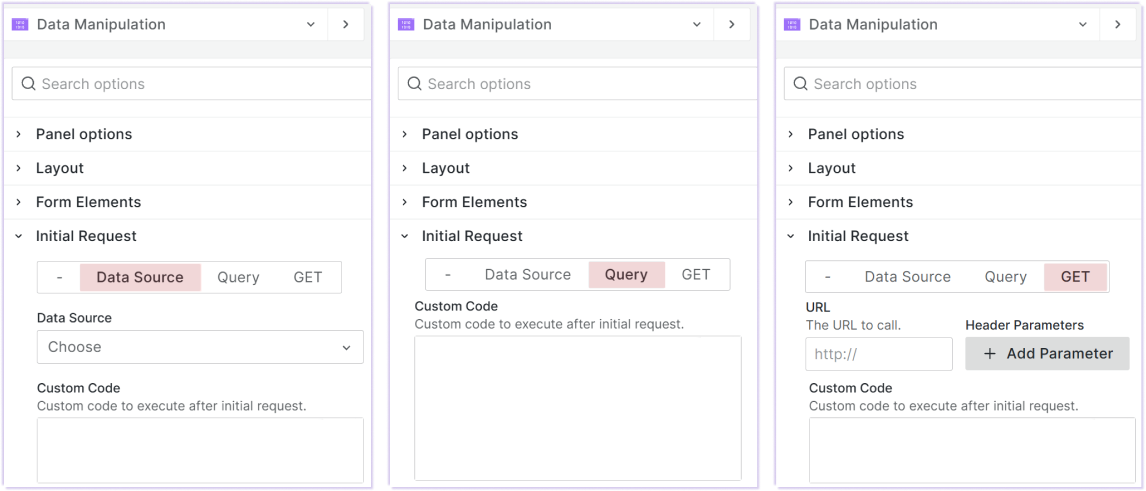 Data Manipulation
Search options
Panel options
Layout
Form Elements
Initial Request
- Data Source Query GET
Data Source
Choose
Custom Code
Custom code to execute after initial request.
Data Manipulation
Search options
Panel options
Layout
Form Elements
Initial Request
- Data Source Query GET
Custom Code
Custom code to execute after initial request.
Data Manipulation
Search options
Panel options
Layout
Form Elements
Initial Request
- Data Source Query GET
URL
The URL to call.
http://
Header Parameters
+ Add Parameter
Custom Code
Custom code to execute after initial request.